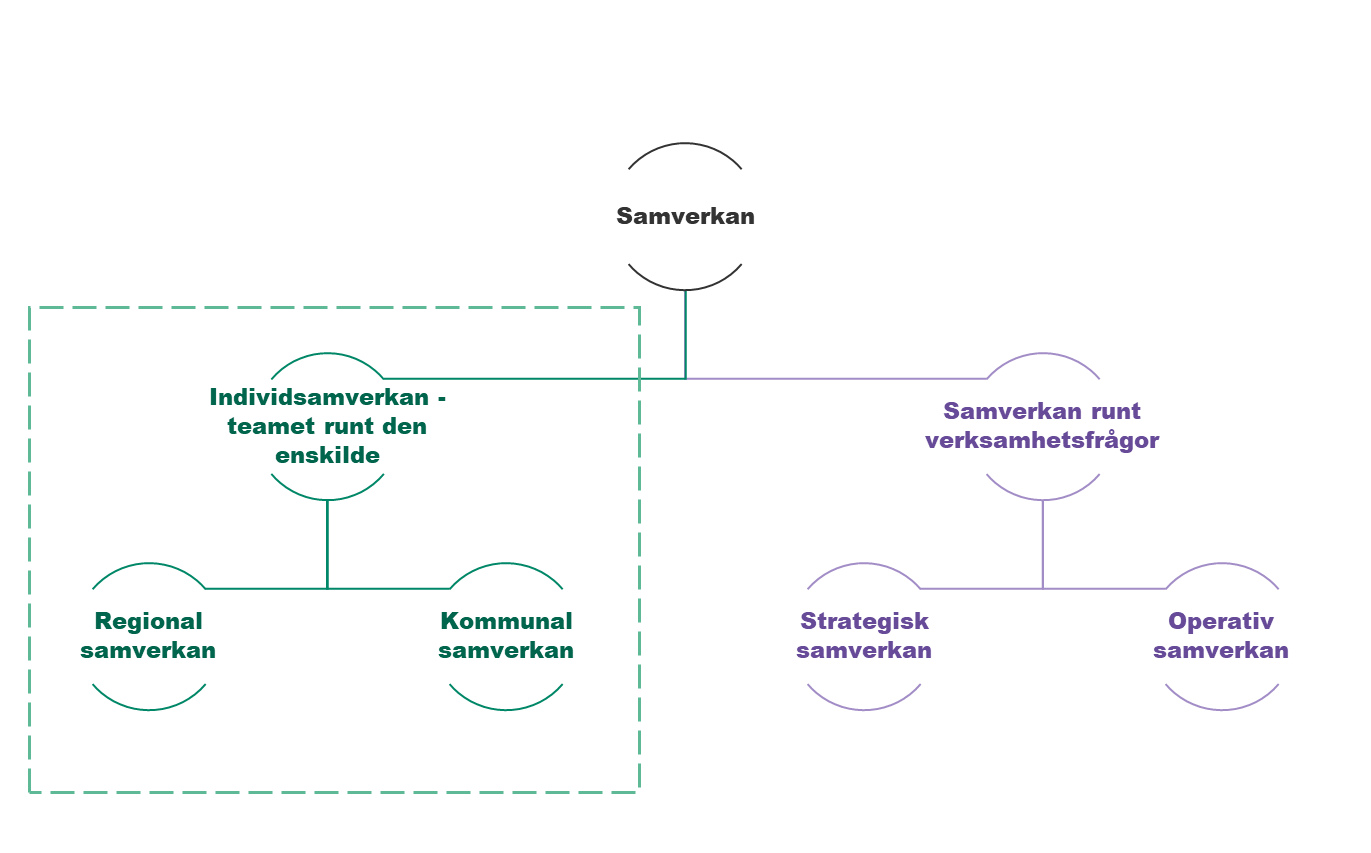 Samverkan
Individsamverkan -
teamet runt den
enskilde
Samverkan runt
verksamhetsfrågor
Regional
samverkan
Kommunal
samverkan
Strategisk
samverkan
Operativ
samverkan